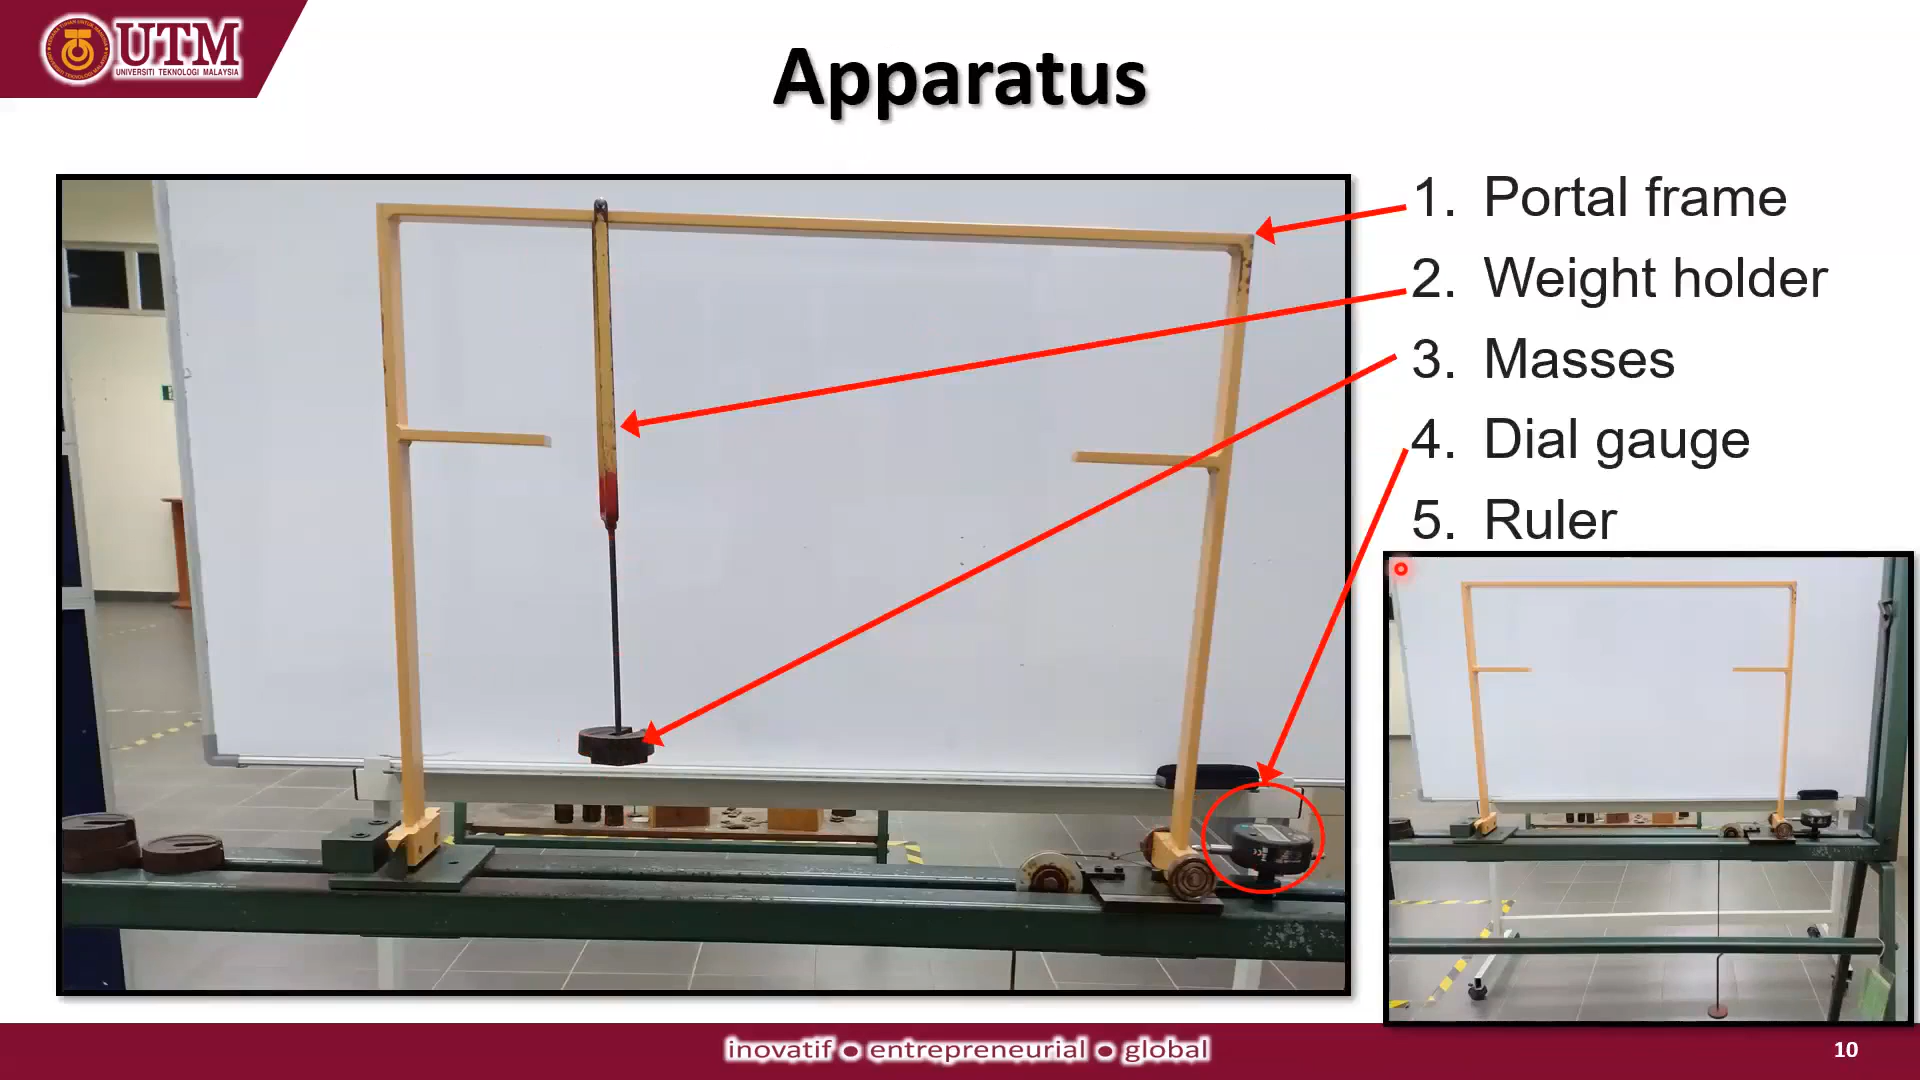 UTM
UNIVERSITI TEKNOLOGI MALAYSIA
Apparatus
1. Portal frame
2. Weight holder
3. Masses
4. Dial gauge
5. Ruler
inovatif ● entrepreneurial ● global
10